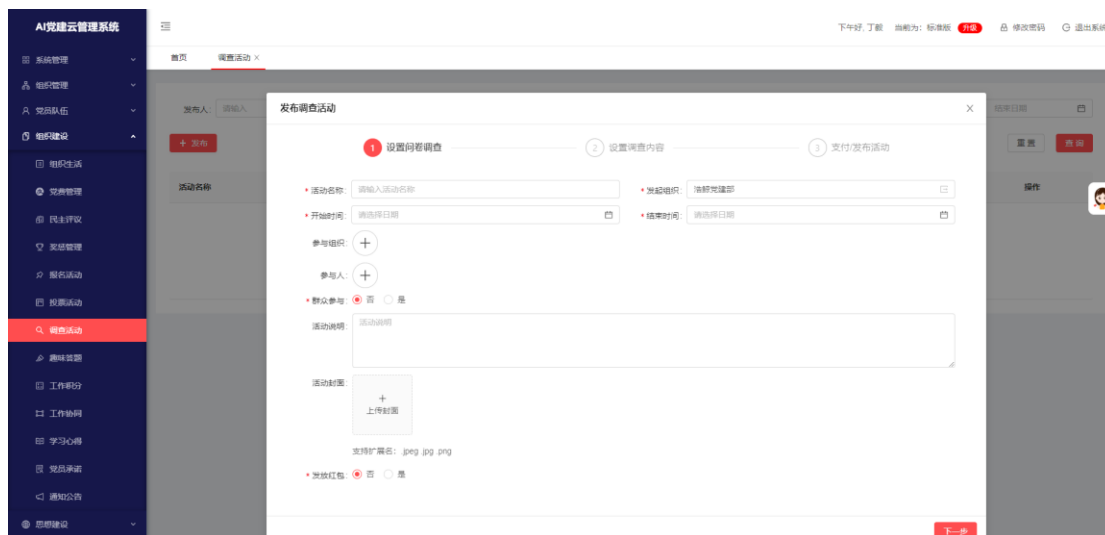 AI党建云管理系统
下午好, 丁毅 当前为: 标准版 升级 修改密码 退出系统
系统管理
首页 调查活动 ×
组织管理
党员队伍
发布人: 请输入
发布调查活动
结束日期
组织建设
+ 发布
1 设置问卷调查
2 设置调查内容
3 支付/发布活动
重置 查询
组织生活
活动名称
操作
党费管理
* 活动名称: 请输入活动名称
* 发起组织: 党建部
民主评议
* 开始时间: 请选择日期
* 结束时间: 请选择日期
奖惩管理
参与组织: +
报名活动
参与人: +
投票活动
* 群众参与: 否 是
调查活动
活动说明: 活动说明
趣味答题
工作积分
活动封面:
+
上传封面
工作协同
学习心得
支持扩展名: .jpeg .jpg .png
党员承诺
* 发放红包: 否 是
通知公告
思想建设
下一步